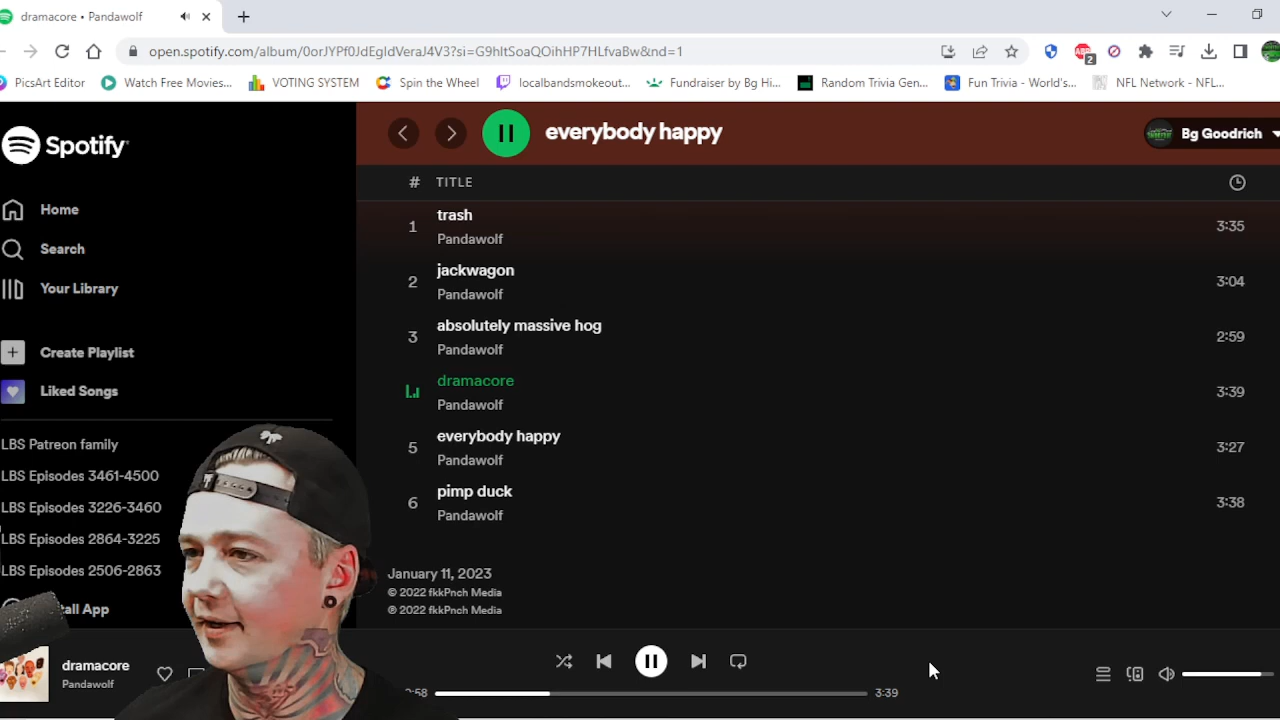 dramacore • Pandawolf
open.spotify.com/album/0orJYPf0JdEgIdVeraJ4V3?si=G9hltSoaQOihHP7HLfvaBw&nd=1
2
PicsArt Editor Watch Free Movies... VOTING SYSTEM Spin the Wheel localbandsmokeout... Fundraiser by Bg Hi... Random Trivia Gen... Fun Trivia - World's... NFL Network - NFL...
Spotify
everybody happy
Bg Goodrich
Home
Search
Your Library
Create Playlist
Liked Songs
LBS Patreon family
LBS Episodes 3461-4500
LBS Episodes 3226-3460
LBS Episodes 2864-3225
LBS Episodes 2506-2863
App
# TITLE
1 trash 3:35
Pandawolf
2 jackwagon 3:04
Pandawolf
3 absolutely massive hog 2:59
Pandawolf
dramacore 3:39
Pandawolf
5 everybody happy 3:27
Pandawolf
6 pimp duck 3:38
Pandawolf
January 11, 2023
© 2022 fkkPnch Media
℗ 2022 fkkPnch Media
dramacore
Pandawolf
0:58 3:39